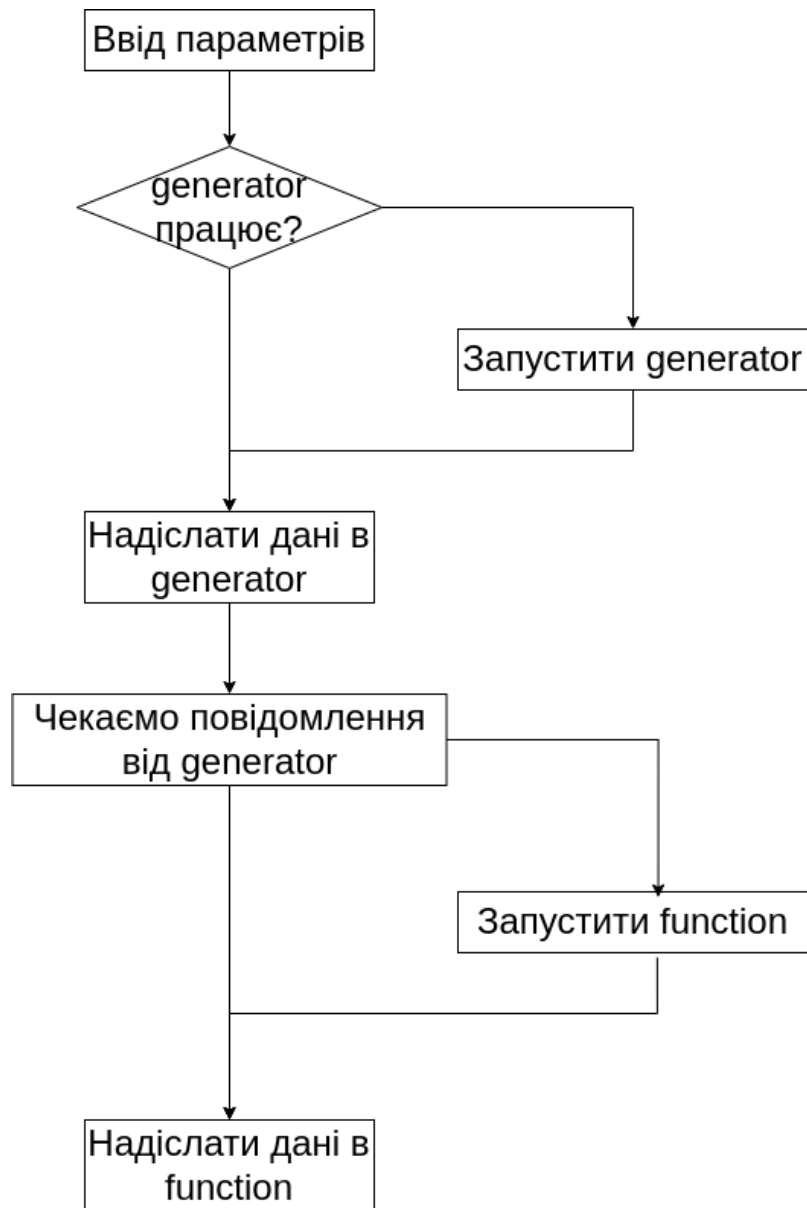 Ввід параметрів
generator
працює?
Запустити generator
Надіслати дані в
generator
Чекаємо повідомлення
від generator
Запустити function
Надіслати дані в
function